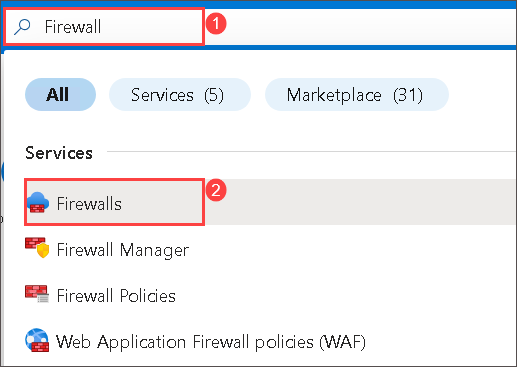 Firewall 1
All Services (5) Marketplace (31)
Services
Firewalls 2
Firewall Manager
Firewall Policies
Web Application Firewall policies (WAF)